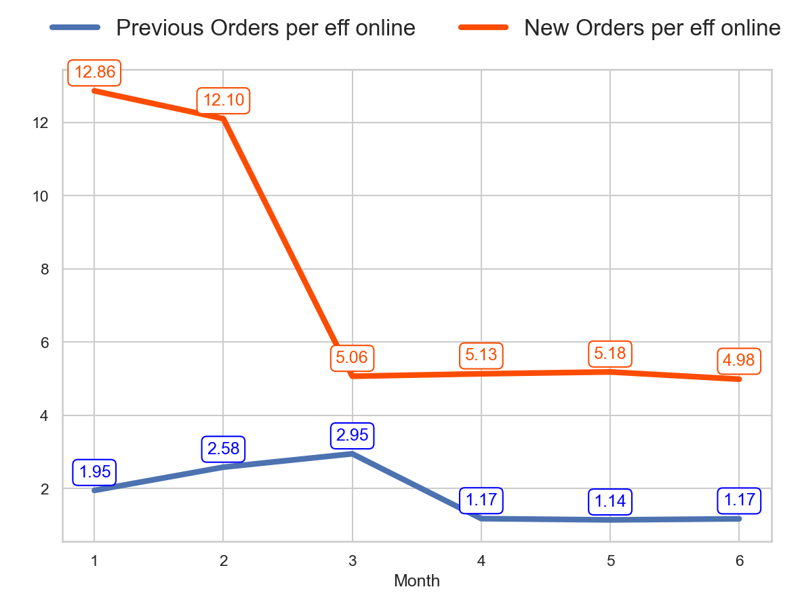 Previous Orders per eff online New Orders per eff online
12.86
12.10
12
10
8
6
5.06 5.13 5.18 4.98
4
2.95
2.58
1.95
2
1.17 1.14 1.17
1 2 3 4 5 6
Month